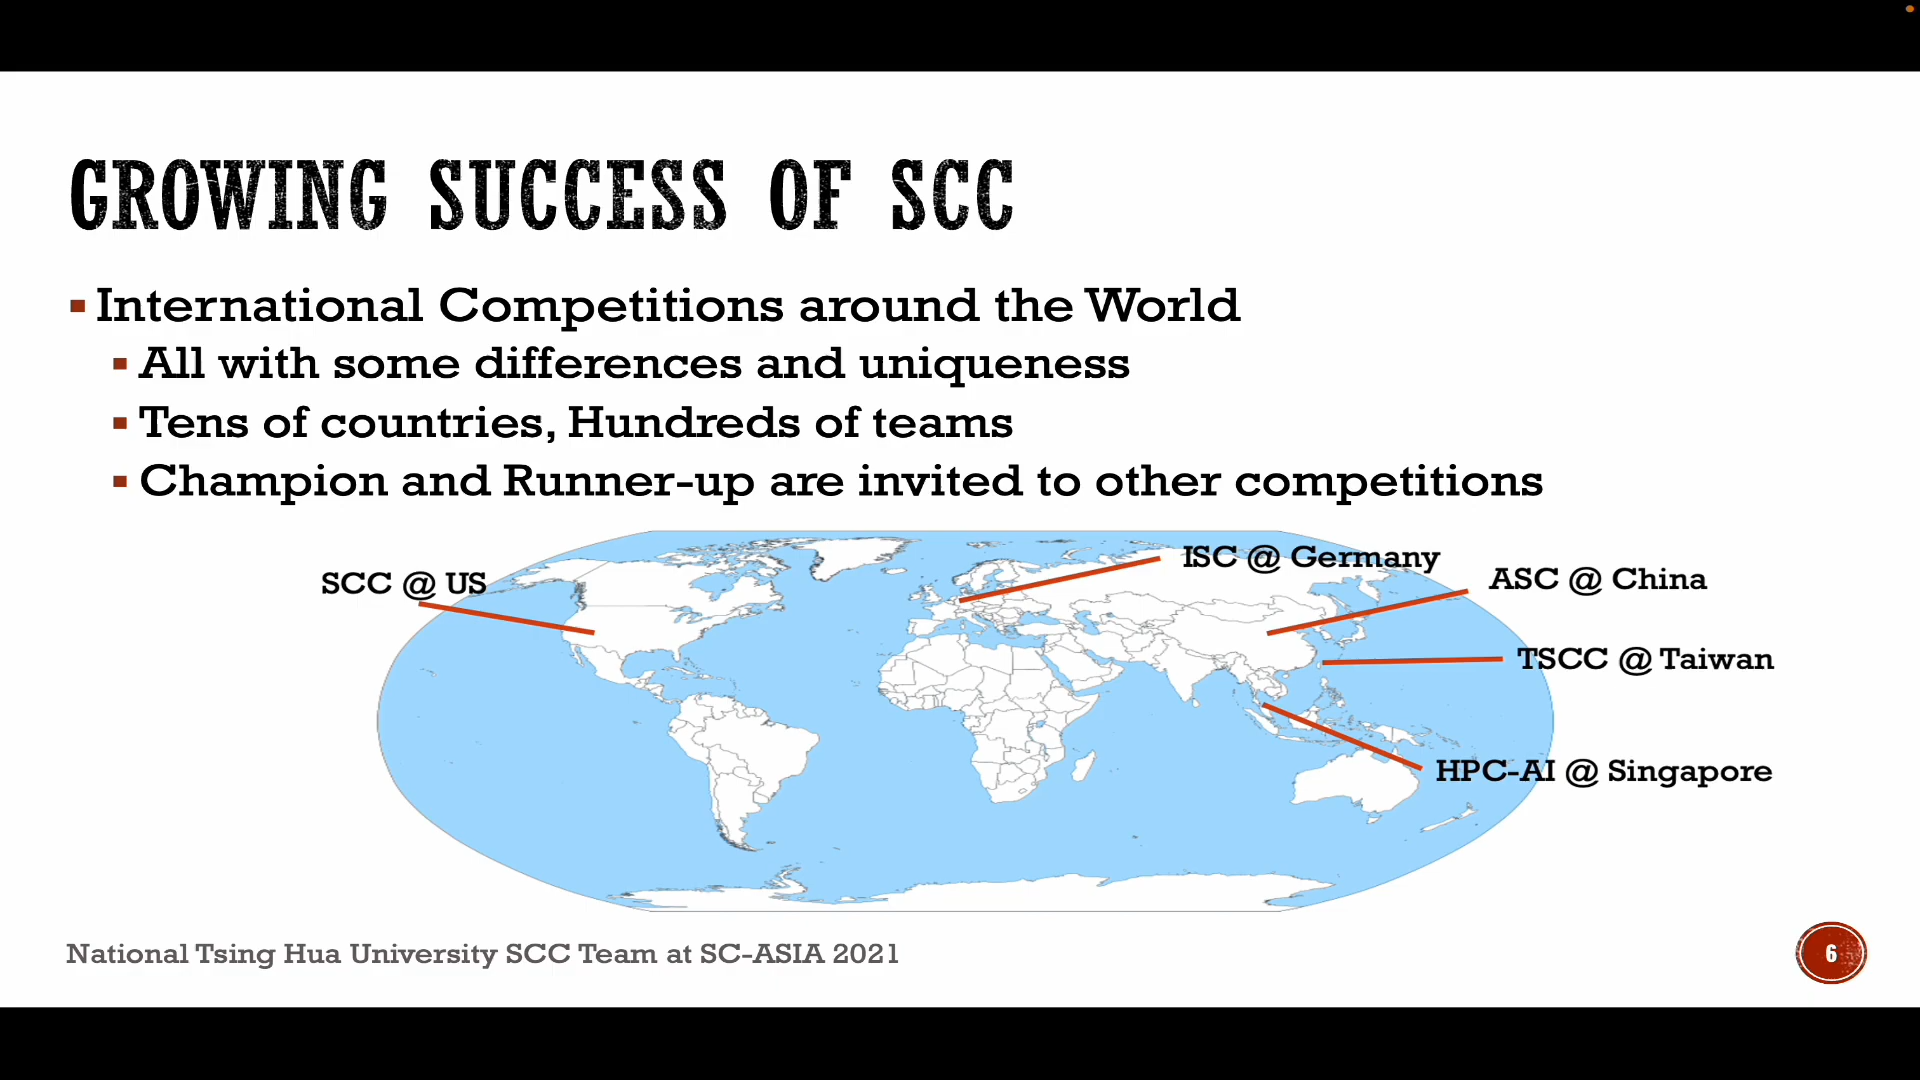 GROWING SUCCESS OF SCC
International Competitions around the World
All with some differences and uniqueness
Tens of countries, Hundreds of teams
Champion and Runner-up are invited to other competitions
SCC @ US
ISC @ Germany
ASC @ China
TSCC @ Taiwan
HPC-AI @ Singapore
National Tsing Hua University SCC Team at SC-ASIA 2021
6